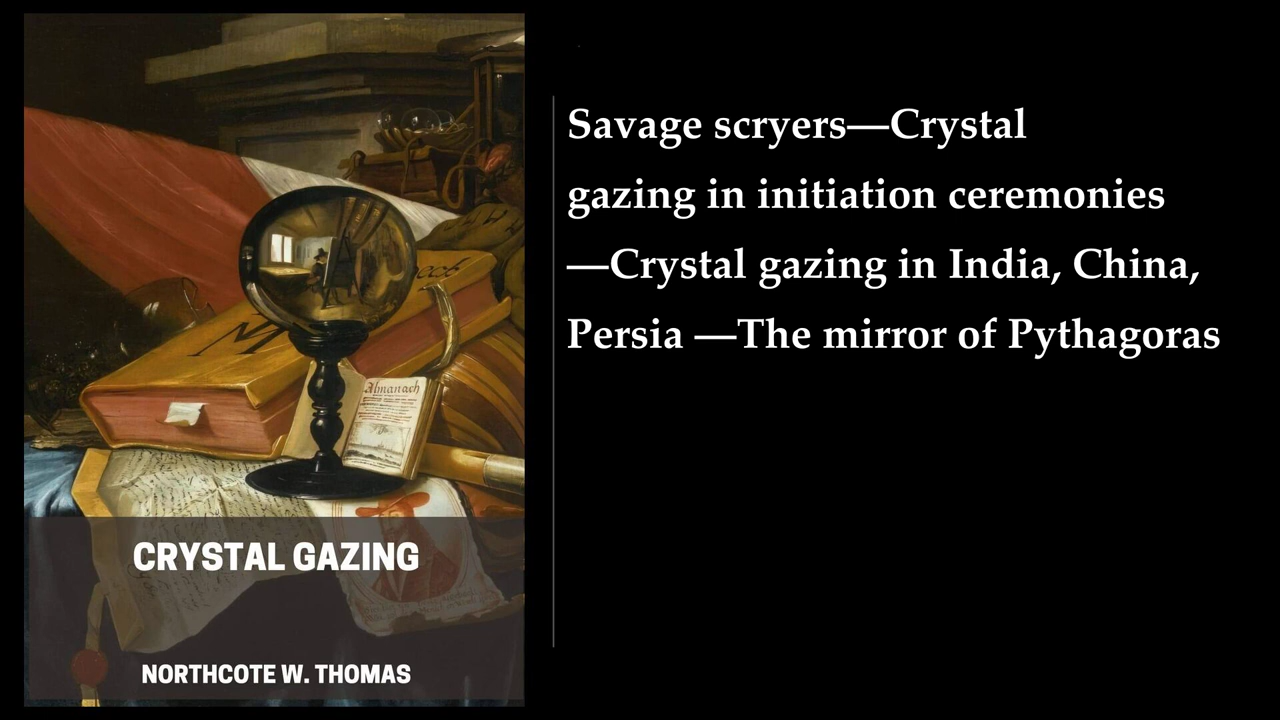 Savage scryers—Crystal
gazing in initiation ceremonies
—Crystal gazing in India, China,
Persia —The mirror of Pythagoras
M
Almanach
CRYSTAL GAZING
NORTHCOTE W. THOMAS